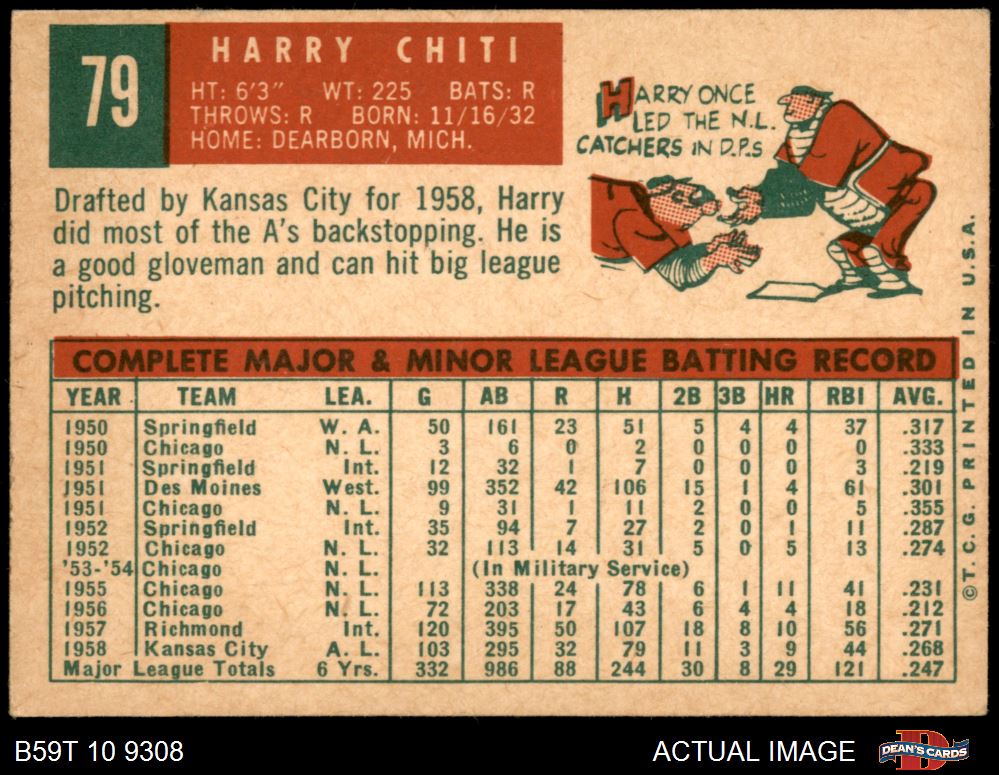 79
HARRY CHITI
HT: 6'3" WT: 225 BATS: R
THROWS: R BORN: 11/16/32
HOME: DEARBORN, MICH.
HARRY ONCE
LED THE N.L.
CATCHERS IN D.P.S
Drafted by Kansas City for 1958, Harry
did most of the A's backstopping. He is
a good gloveman and can hit big league
pitching.
COMPLETE MAJOR & MINOR LEAGUE BATTING RECORD
YEAR TEAM LEA. G AB R H 2B 3B HR RBI AVG.
1950 Springfield W. A. 50 161 23 51 5 4 4 37 .317
1950 Chicago N. L. 3 6 0 2 0 0 0 0 .333
1951 Springfield Int. 12 32 1 7 0 0 0 3 .219
1951 Des Moines West. 99 352 42 106 15 1 4 61 .301
1951 Chicago N. L. 9 31 1 11 2 0 0 5 .355
1952 Springfield Int. 35 94 7 27 2 0 1 11 .287
1952 Chicago N. L. 32 113 14 31 5 0 5 13 .274
'53-'54 Chicago N. L. (In Military Service)
1955 Chicago N. L. 113 338 24 78 6 1 11 41 .231
1956 Chicago N. L. 72 203 17 43 6 4 4 18 .212
1957 Richmond Int. 120 395 50 107 18 8 10 56 .271
1958 Kansas City A. L. 103 295 32 79 11 3 9 44 .268
Major League Totals 6 Yrs. 332 986 88 244 30 8 29 121 .247
© T. C. G. PRINTED IN U.S.A.
B59T 10 9308
ACTUAL IMAGE
DEAN'S CARDS